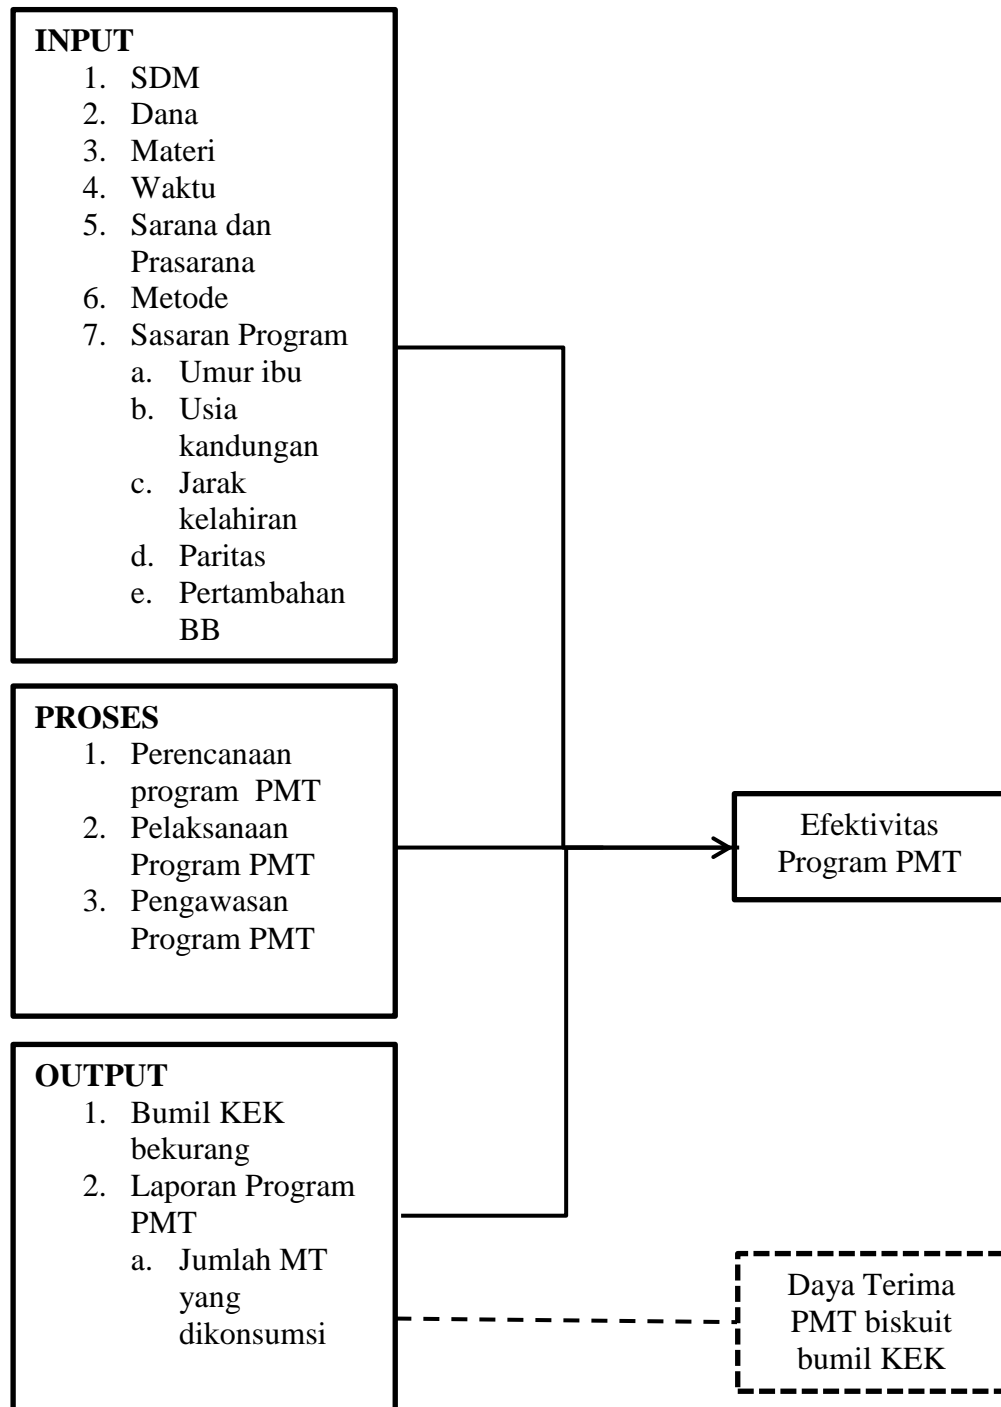 INPUT
1. SDM
2. Dana
3. Materi
4. Waktu
5. Sarana dan
Prasarana
6. Metode
7. Sasaran Program
a. Umur ibu
b. Usia
kandungan
c. Jarak
kelahiran
d. Paritas
e. Pertambahan
BB
PROSES
1. Perencanaan
program PMT
2. Pelaksanaan
Program PMT
3. Pengawasan
Program PMT
Efektivitas
Program PMT
OUTPUT
1. Bumil KEK
bekurang
2. Laporan Program
PMT
a. Jumlah MT
yang
dikonsumsi
Daya Terima
PMT biskuit
bumil KEK